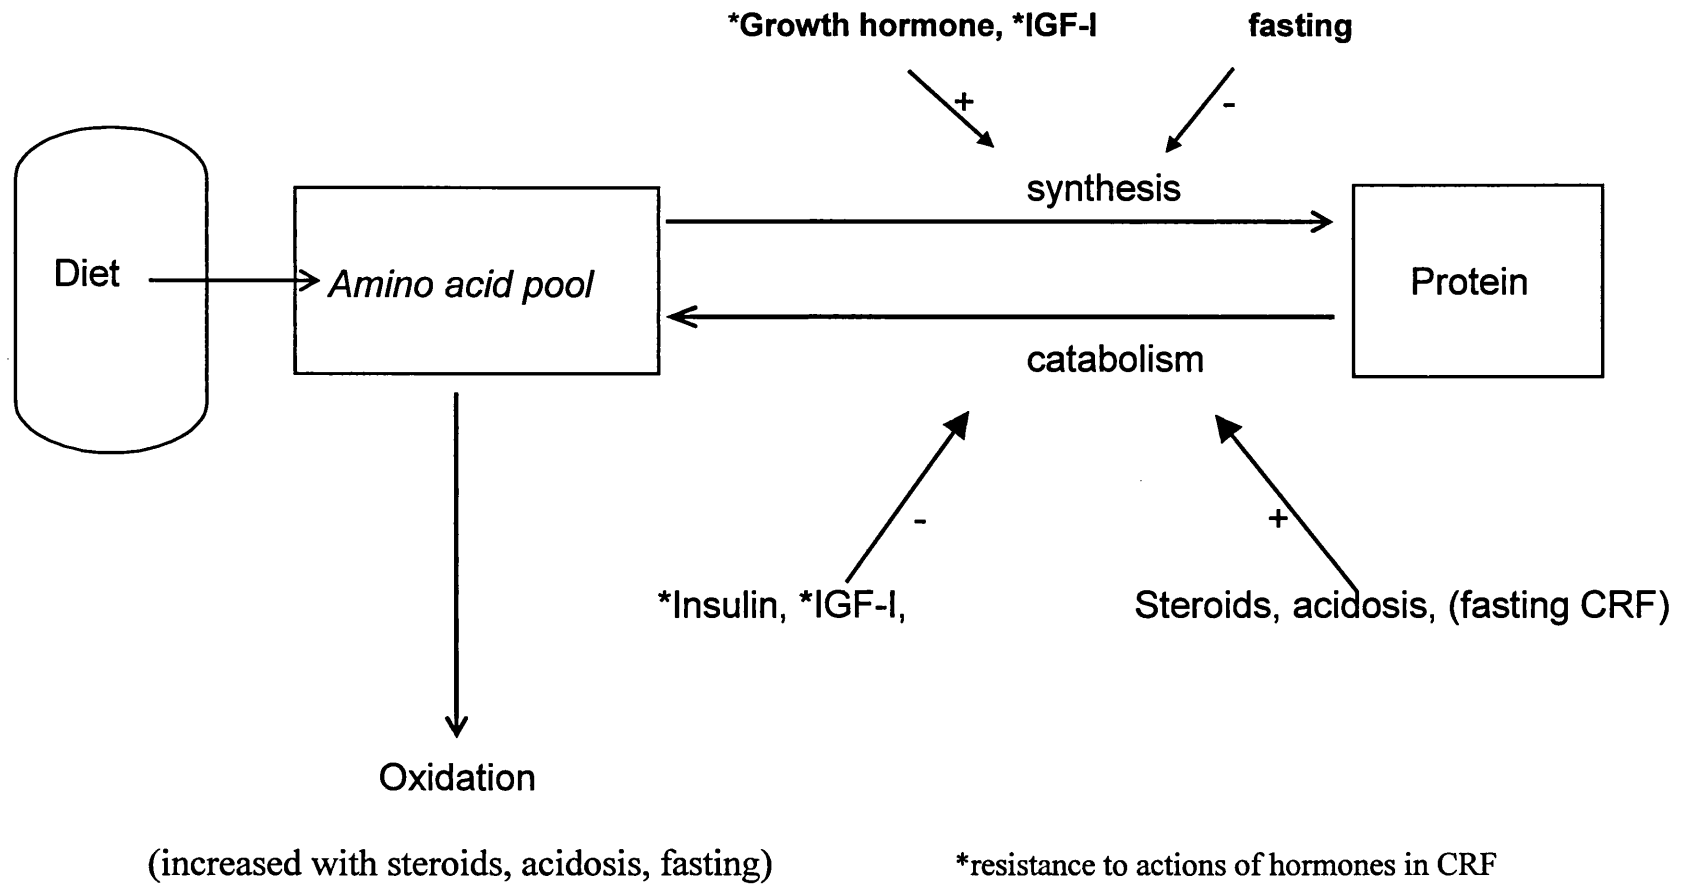 *Growth hormone, *IGF-I fasting
+ -
synthesis
Diet Amino acid pool Protein
catabolism
- +
*Insulin, *IGF-I, Steroids, acidosis, (fasting CRF)
Oxidation
(increased with steroids, acidosis, fasting) *resistance to actions of hormones in CRF